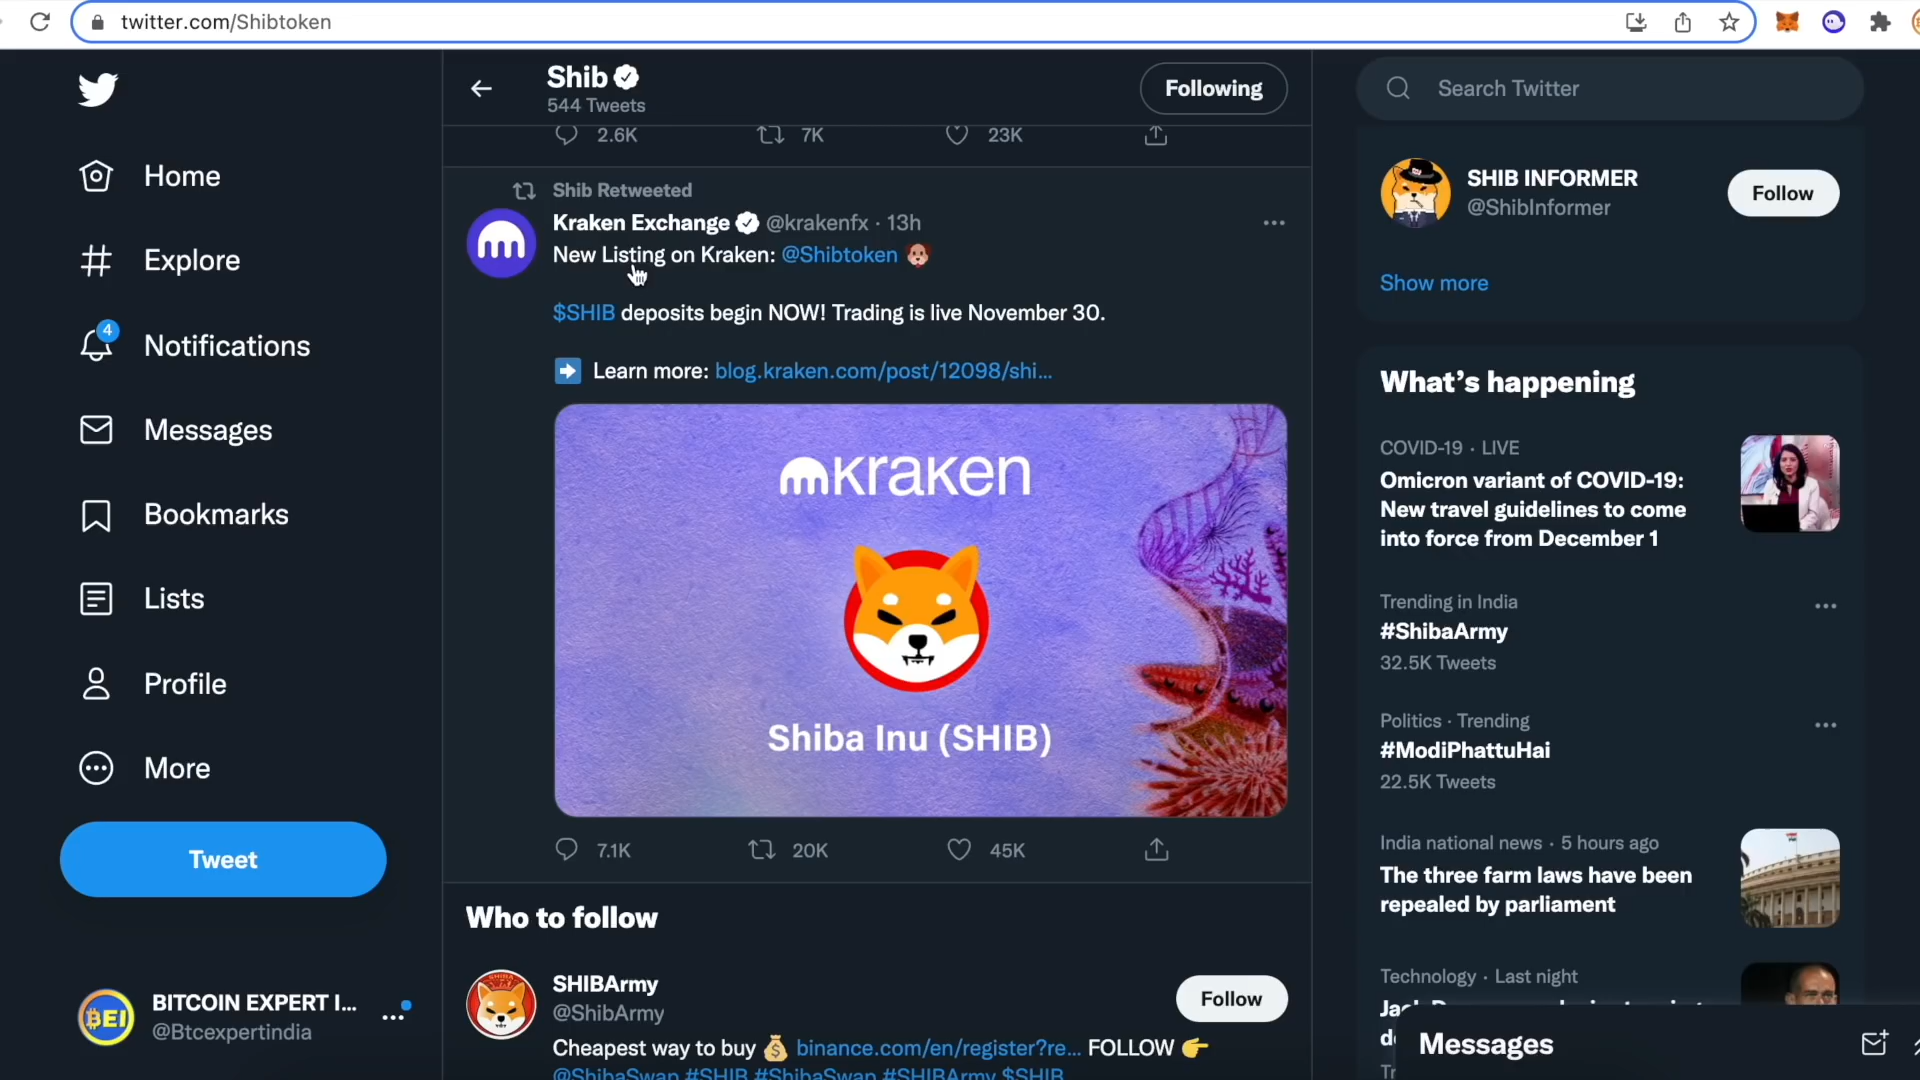 twitter.com/Shibtoken
Home
Explore
4
Notifications
Messages
Bookmarks
Lists
Profile
More
Tweet
BEI
BITCOIN EXPERT I...
@Btcexpertindia
Shib
544 Tweets
Following
2.6K 7K 23K
Shib Retweeted
Kraken Exchange @krakenfx · 13h
New Listing on Kraken: @Shibtoken
$SHIB deposits begin NOW! Trading is live November 30.
Learn more: blog.kraken.com/post/12098/shi...
kraken
Shiba Inu (SHIB)
7.1K 20K 45K
Who to follow
SHIBArmy
@ShibArmy
Follow
Cheapest way to buy binance.com/en/register?re... FOLLOW
@ShibaSwap #SHIB #ShibaSwap #SHIBArmy $SHIB
Search Twitter
SHIB INFORMER
@ShibInformer
Follow
Show more
What's happening
COVID-19 · LIVE
Omicron variant of COVID-19:
New travel guidelines to come
into force from December 1
Trending in India
#ShibaArmy
32.5K Tweets
Politics · Trending
#ModiPhattuHai
22.5K Tweets
India national news · 5 hours ago
The three farm laws have been
repealed by parliament
Technology · Last night
Messages